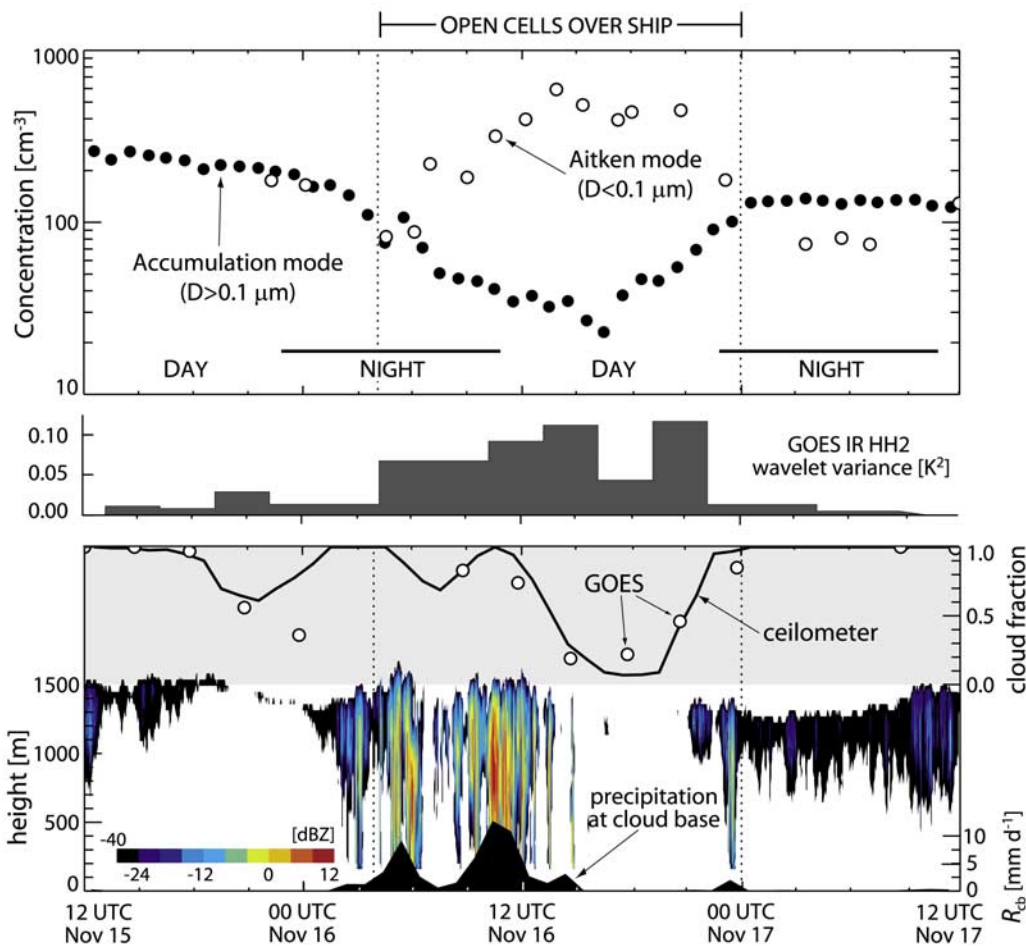 OPEN CELLS OVER SHIP
1000
100
10
Concentration [cm-3]
Aitken mode
(D<0.1 μm)
Accumulation mode
(D>0.1 μm)
DAY
NIGHT
DAY
NIGHT
0.10
0.05
0.00
GOES IR HH2
wavelet variance [K2]
1.0
0.5
0.0
cloud fraction
GOES
ceilometer
1500
1000
500
0
height [m]
precipitation
at cloud base
[dBZ]
-40
-24 -12 0 12
10
5
0
Rcb [mm d-1]
12 UTC 00 UTC 12 UTC 00 UTC 12 UTC
Nov 15 Nov 16 Nov 16 Nov 17 Nov 17